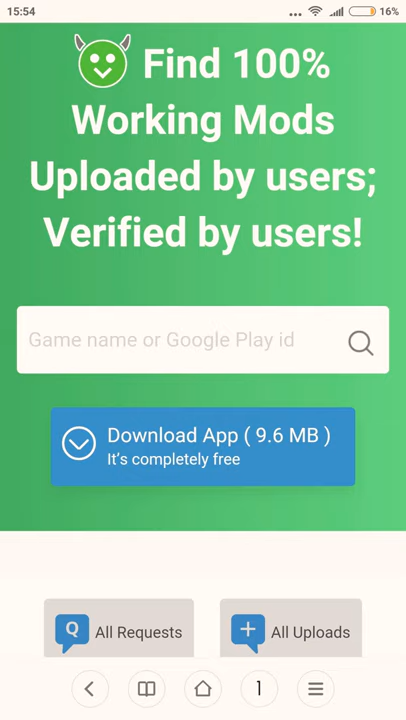 15:54
... 16%
Find 100%
Working Mods
Uploaded by users;
Verified by users!
Game name or Google Play id
Download App ( 9.6 MB )
It's completely free
Q All Requests
+ All Uploads
1